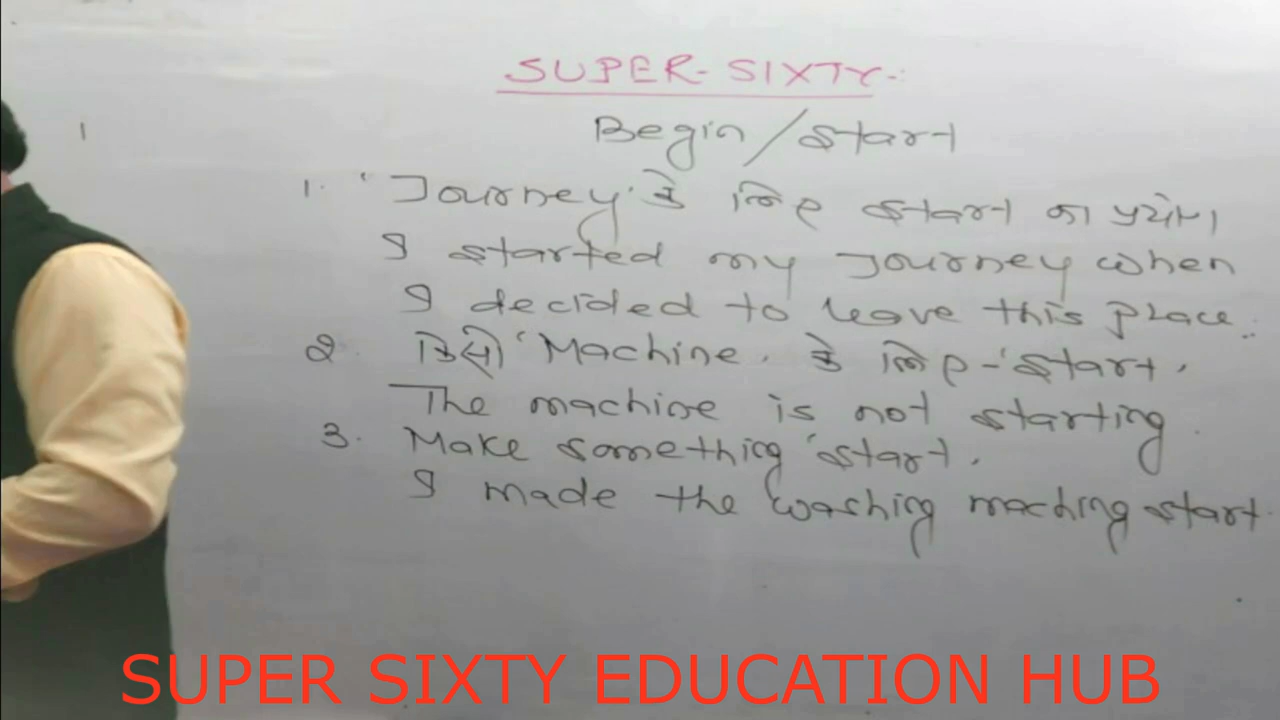 SUPER-SIXTY-:
Begin/start
1. 'Journey' के लिए start का प्रयोग।
I started my Journey when
I decided to leave this place.
2. किसी 'Machine' के लिए-'start'
The machine is not starting.
3. Make something 'start'.
I made the washing maching start.
SUPER SIXTY EDUCATION HUB